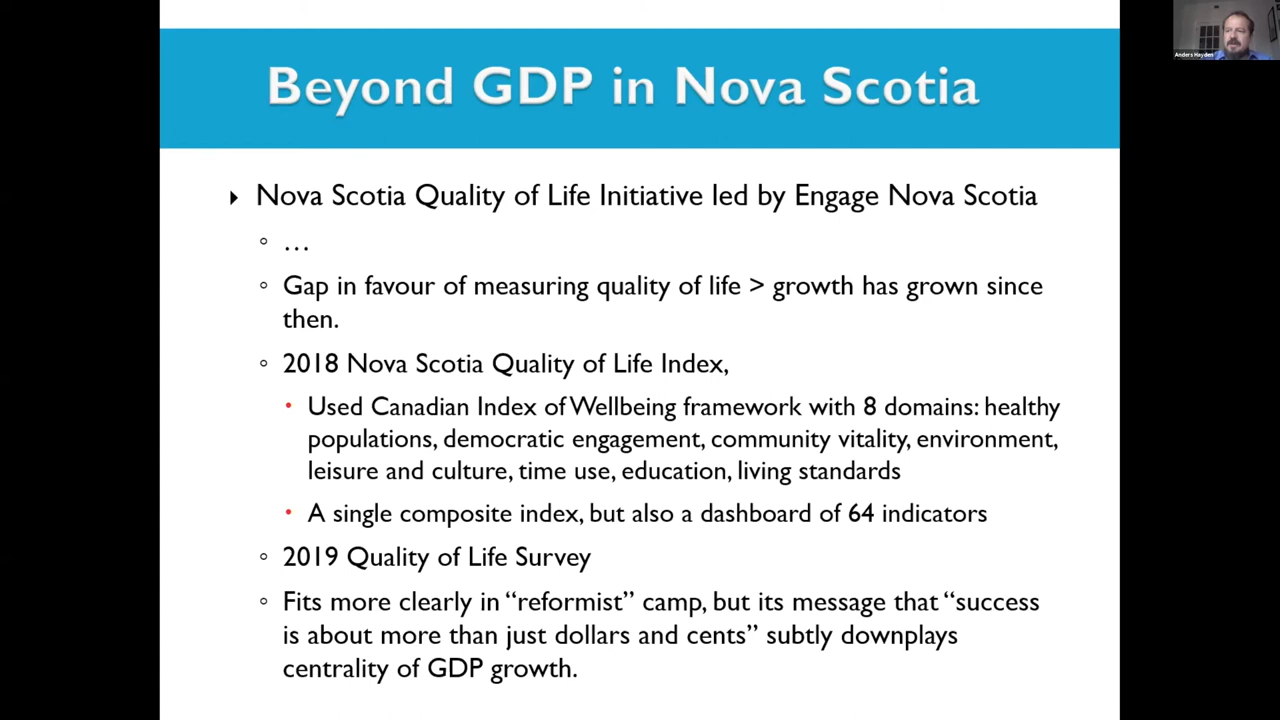 Beyond GDP in Nova Scotia
Anders Hayden
Nova Scotia Quality of Life Initiative led by Engage Nova Scotia
…
Gap in favour of measuring quality of life > growth has grown since
then.
2018 Nova Scotia Quality of Life Index,
Used Canadian Index of Wellbeing framework with 8 domains: healthy
populations, democratic engagement, community vitality, environment,
leisure and culture, time use, education, living standards
A single composite index, but also a dashboard of 64 indicators
2019 Quality of Life Survey
Fits more clearly in “reformist” camp, but its message that “success
is about more than just dollars and cents” subtly downplays
centrality of GDP growth.